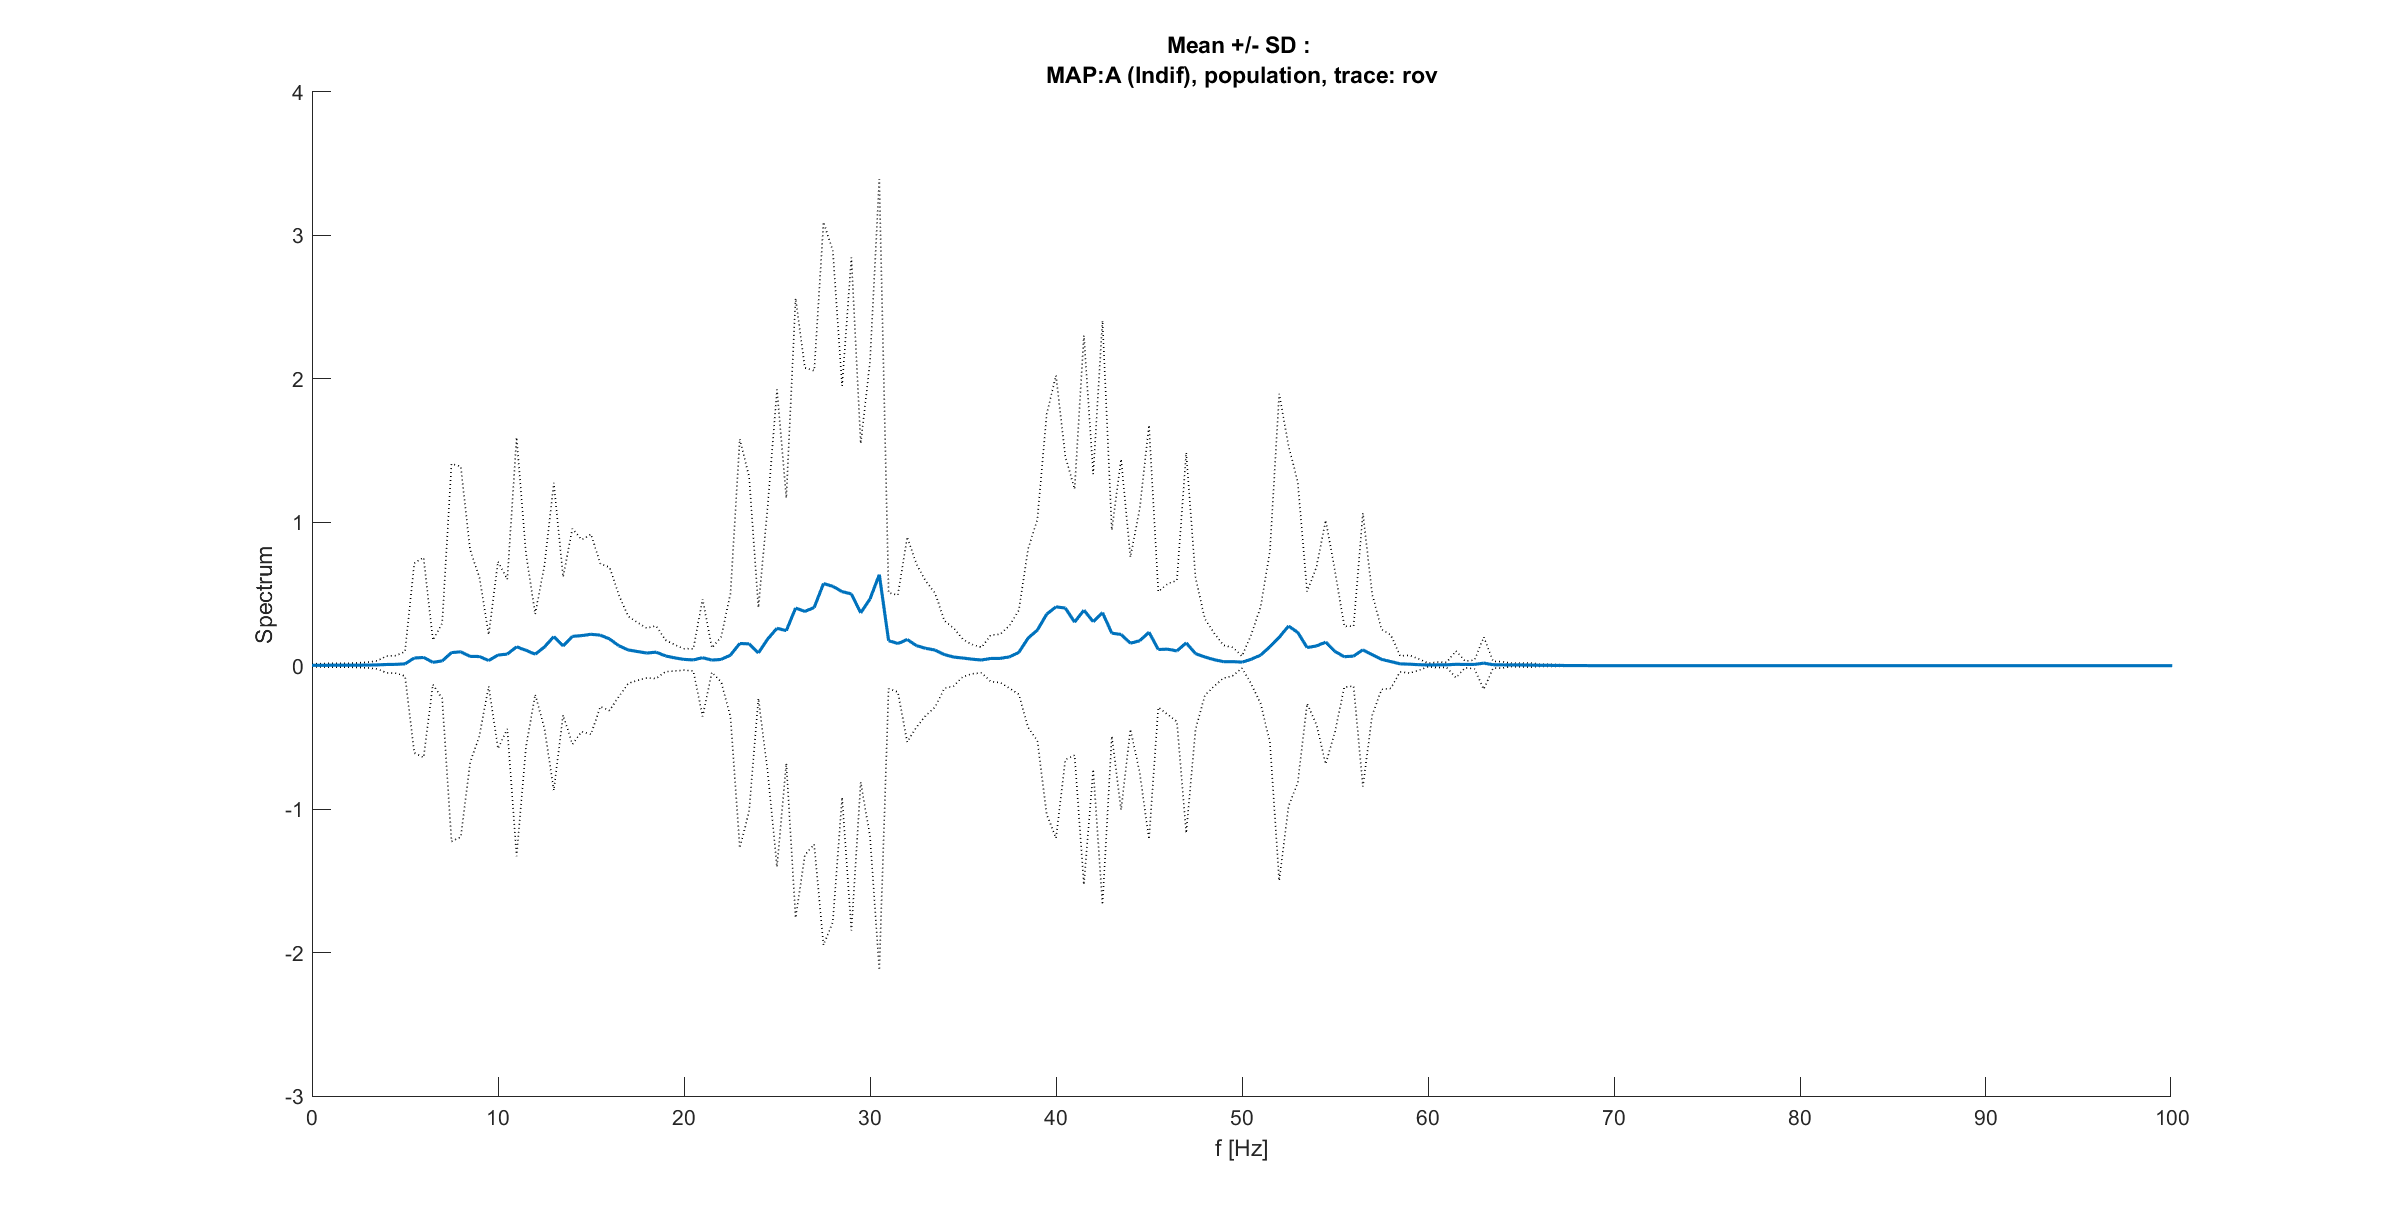 Mean +/- SD :
MAP:A (Indif), population, trace: rov
4
3
2
1
0
-1
-2
-3
Spectrum
0 10 20 30 40 50 60 70 80 90 100
f [Hz]